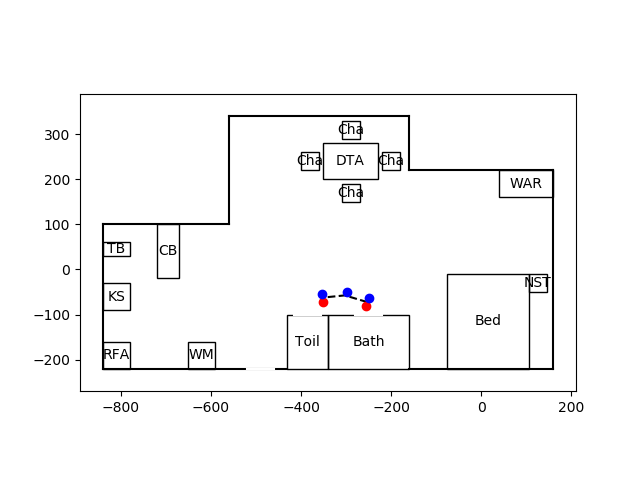 300
200
100
0
−100
−200
−800
−600
−400
−200
0
200
Cha
Cha
DTA
Cha
Cha
WAR
TB
CB
KS
NST
RFA
WM
Toil
Bath
Bed